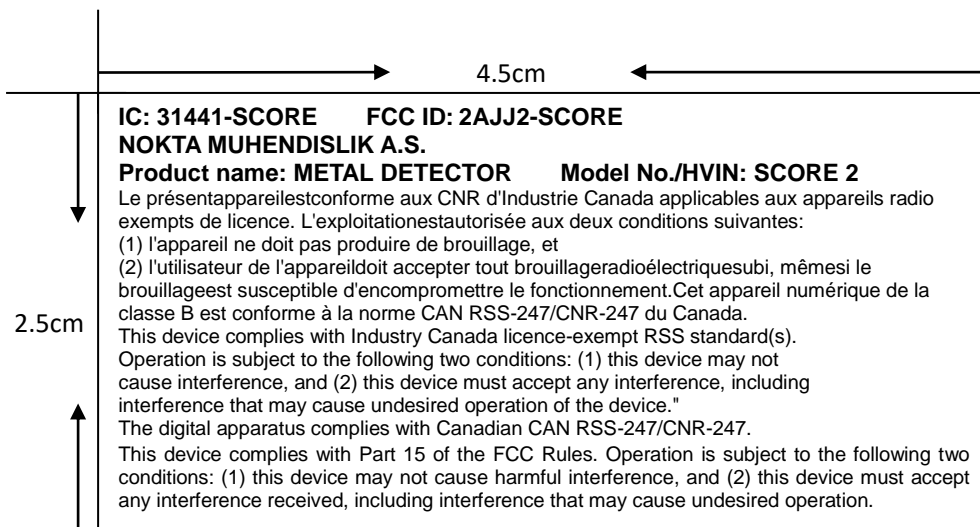 4.5cm
IC: 31441-SCORE FCC ID: 2AJJ2-SCORE
NOKTA MUHENDISLIK A.S.
Product name: METAL DETECTOR Model No./HVIN: SCORE 2
Le présentappareilestconforme aux CNR d'Industrie Canada applicables aux appareils radio
exempts de licence. L'exploitationestautorisée aux deux conditions suivantes:
(1) l'appareil ne doit pas produire de brouillage, et
(2) l'utilisateur de l'appareildoit accepter tout brouillageradioélectriquesubi, mêmesi le
brouillageest susceptible d'encompromettre le fonctionnement.Cet appareil numérique de la
classe B est conforme à la norme CAN RSS-247/CNR-247 du Canada.
2.5cm
This device complies with Industry Canada licence-exempt RSS standard(s).
Operation is subject to the following two conditions: (1) this device may not
cause interference, and (2) this device must accept any interference, including
interference that may cause undesired operation of the device."
The digital apparatus complies with Canadian CAN RSS-247/CNR-247.
This device complies with Part 15 of the FCC Rules. Operation is subject to the following two
conditions: (1) this device may not cause harmful interference, and (2) this device must accept
any interference received, including interference that may cause undesired operation.